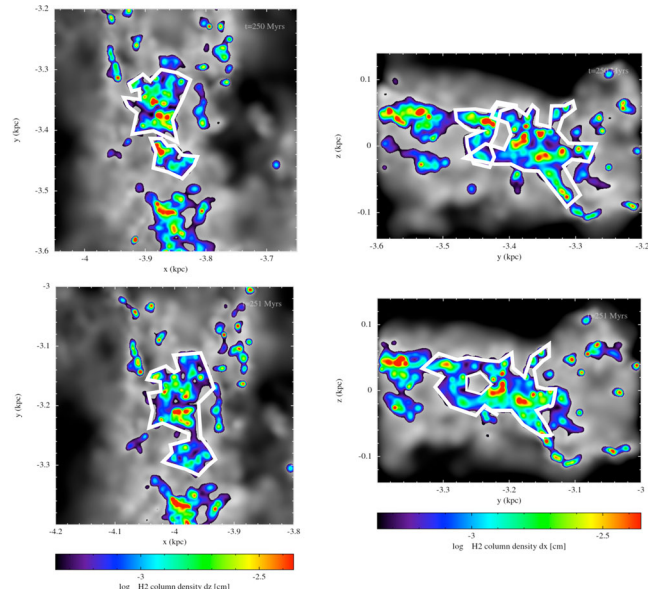 -3.2
t=250 Myrs
-3.3
y (kpc)
-3.4
-3.5
-3.6
-4 -3.9 -3.8 -3.7
x (kpc)
0.1
z (kpc)
0
-0.1
-3.6 -3.5 -3.4 -3.3 -3.2
y (kpc)
-3
t=251 Myrs
-3.1
y (kpc)
-3.2
-3.3
-4.2 -4.1 -4 -3.9 -3.8
x (kpc)
0.1
t=251 Myrs
z (kpc)
0
-0.1
-3.3 -3.2 -3.1 -3
y (kpc)
-3 -2.5
log H2 column density dz [cm]
-3 -2.5
log H2 column density dx [cm]